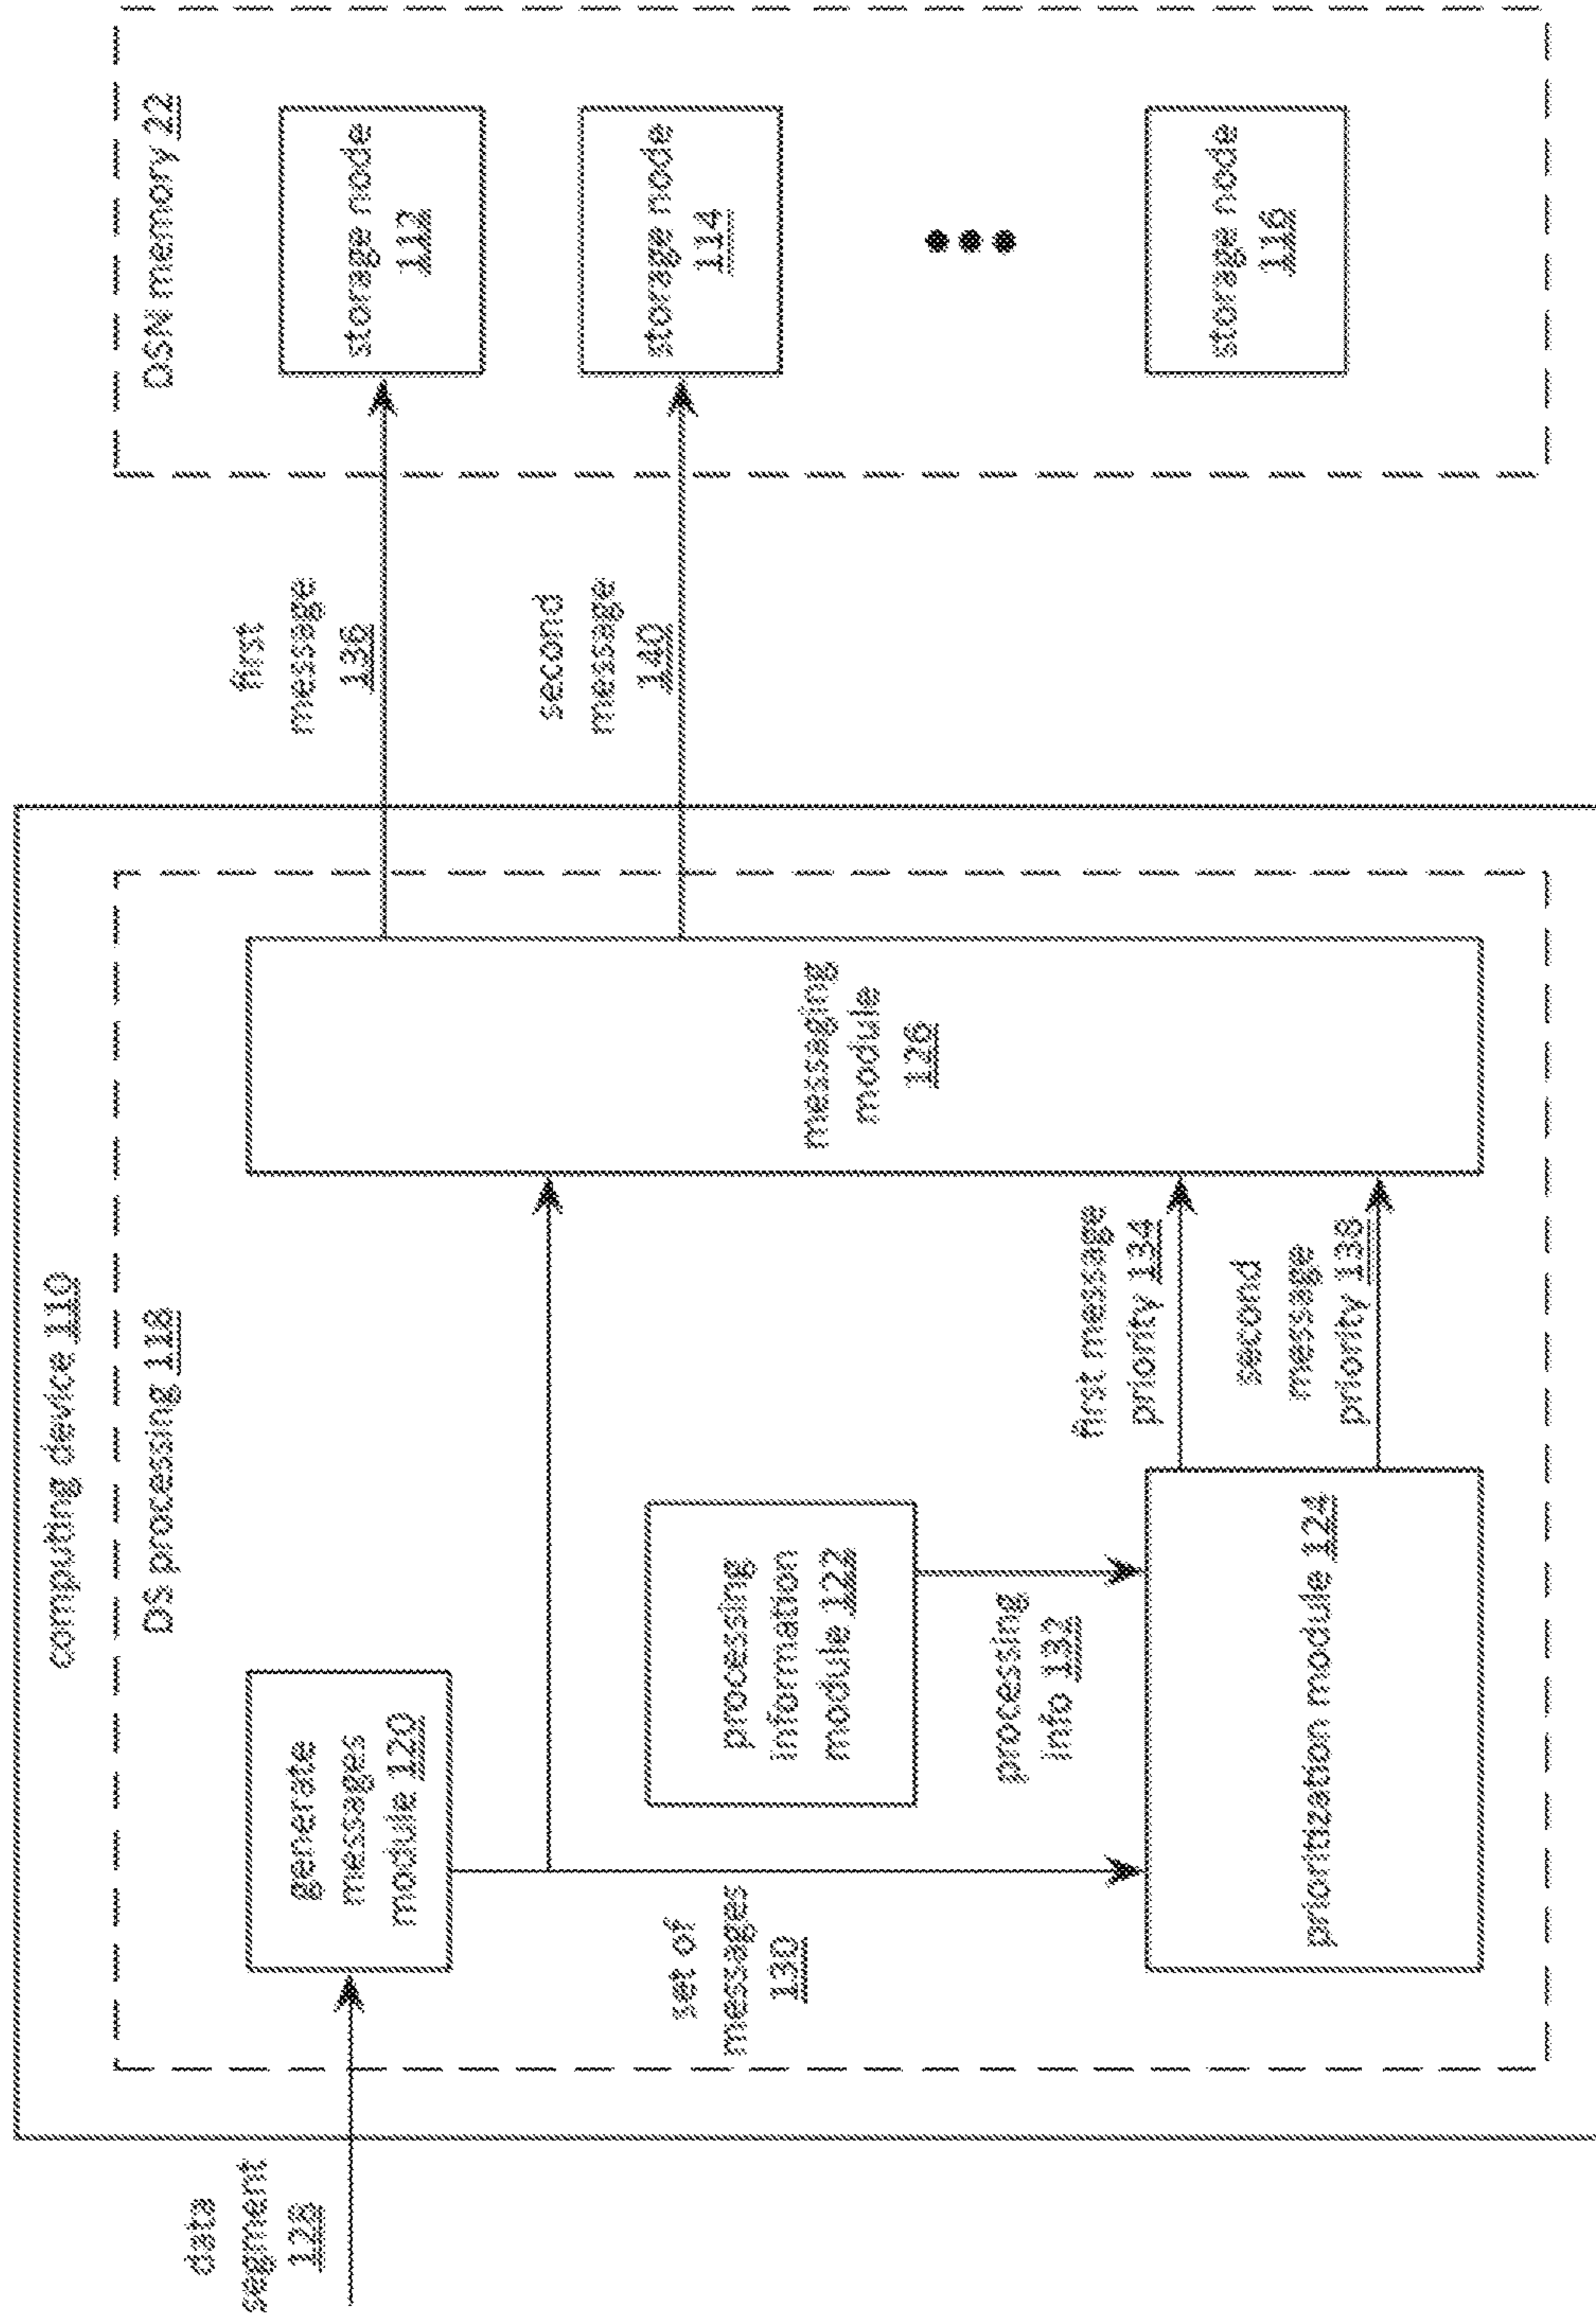 computing device 110
DS processing 118
DSN memory 22
data
segment
128
generate
messages
module 120
set of
messages
130
processing
information
module 122
processing
info 132
prioritization module 124
first message
priority 134
second
message
priority 138
messaging
module
126
first
message
136
second
message
140
storage node
112
storage node
114
storage node
116